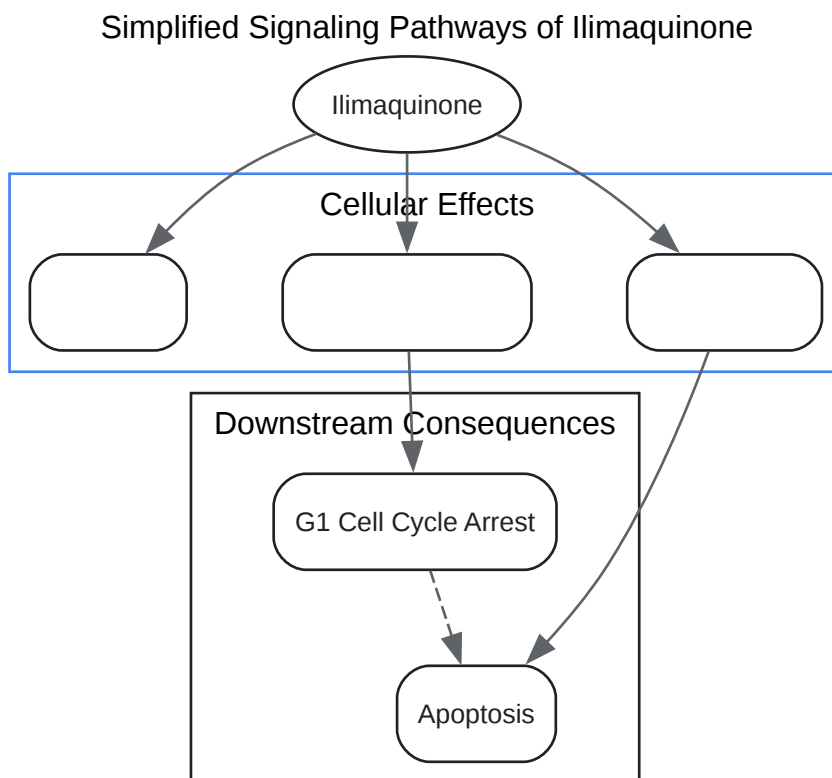 Simplified Signaling Pathways of Ilimaquinone
Ilimaquinone
Cellular Effects
Downstream Consequences
G1 Cell Cycle Arrest
Apoptosis